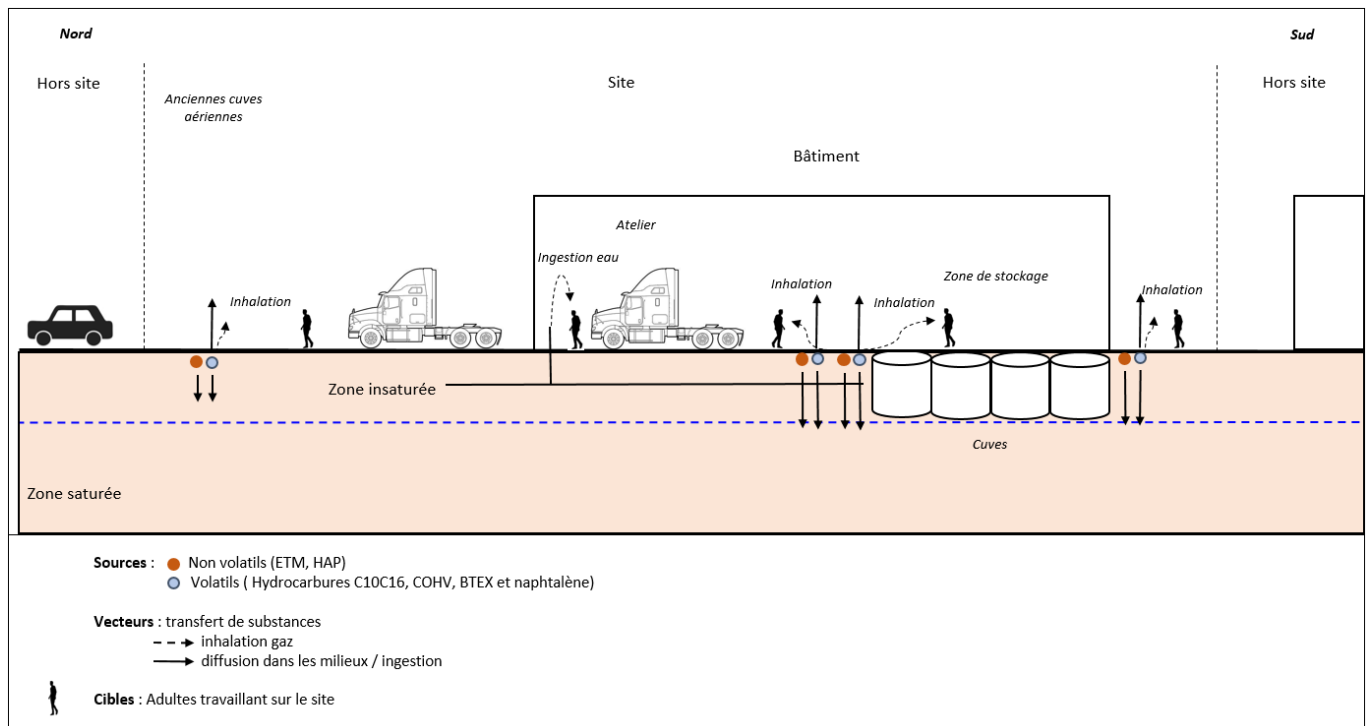 Nord
Sud
Hors site
Site
Hors site
Anciennes cuves
aériennes
Bâtiment
Atelier
Ingestion eau
Inhalation
Zone de stockage
Inhalation
Inhalation
Inhalation
Zone insaturée
Cuves
Zone saturée
Sources : Non volatils (ETM, HAP)
Volatils ( Hydrocarbures C10C16, COHV, BTEX et naphtalène)
Vecteurs : transfert de substances
inhalation gaz
diffusion dans les milieux / ingestion
Cibles : Adultes travaillant sur le site